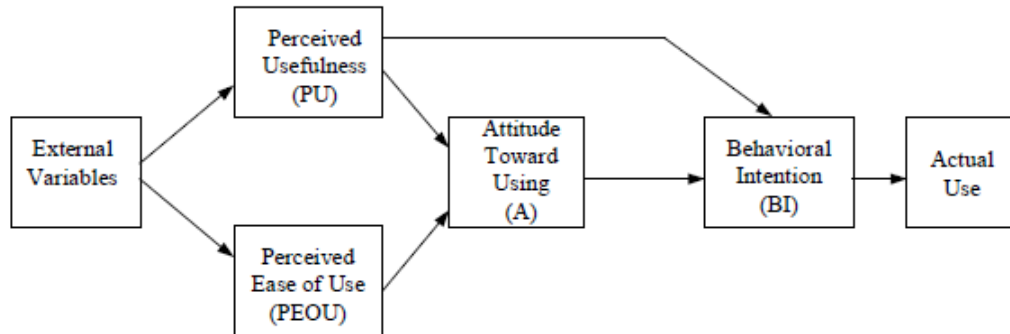 External
Variables
Perceived
Usefulness
(PU)
Perceived
Ease of Use
(PEOU)
Attitude
Toward
Using
(A)
Behavioral
Intention
(BI)
Actual
Use